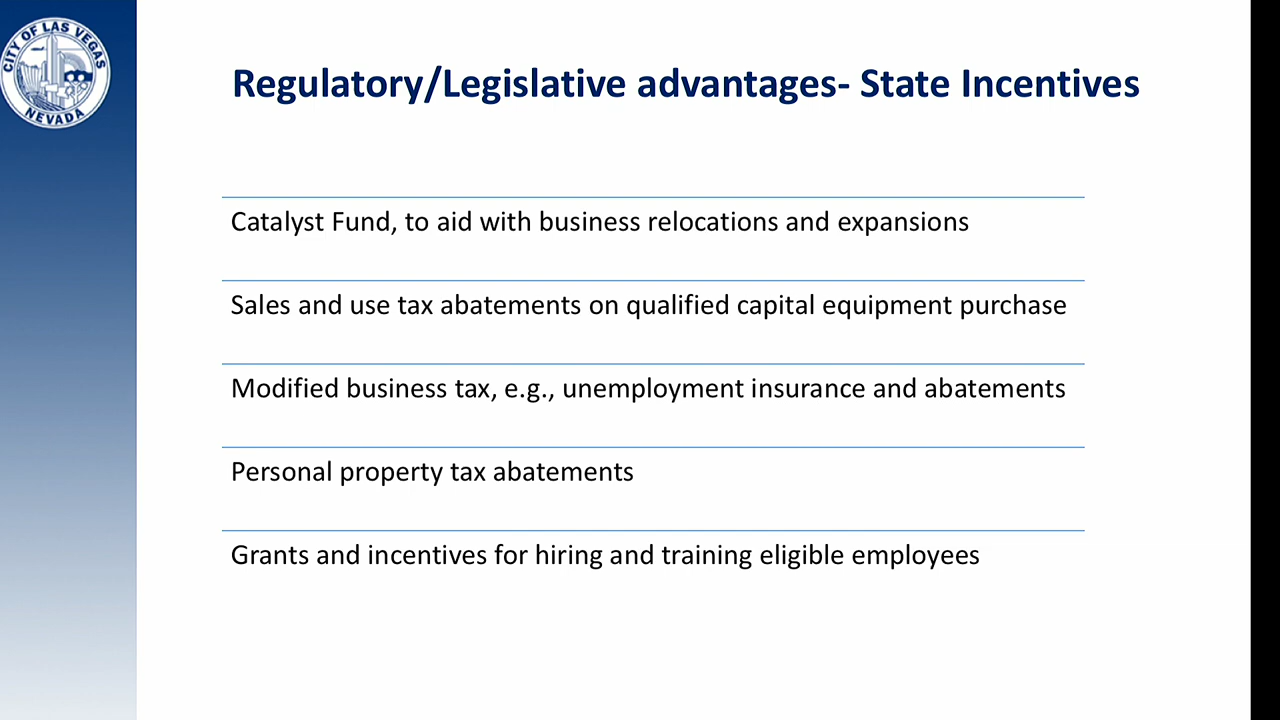 CITY OF LAS VEGAS
NEVADA
Regulatory/Legislative advantages- State Incentives
Catalyst Fund, to aid with business relocations and expansions
Sales and use tax abatements on qualified capital equipment purchase
Modified business tax, e.g., unemployment insurance and abatements
Personal property tax abatements
Grants and incentives for hiring and training eligible employees